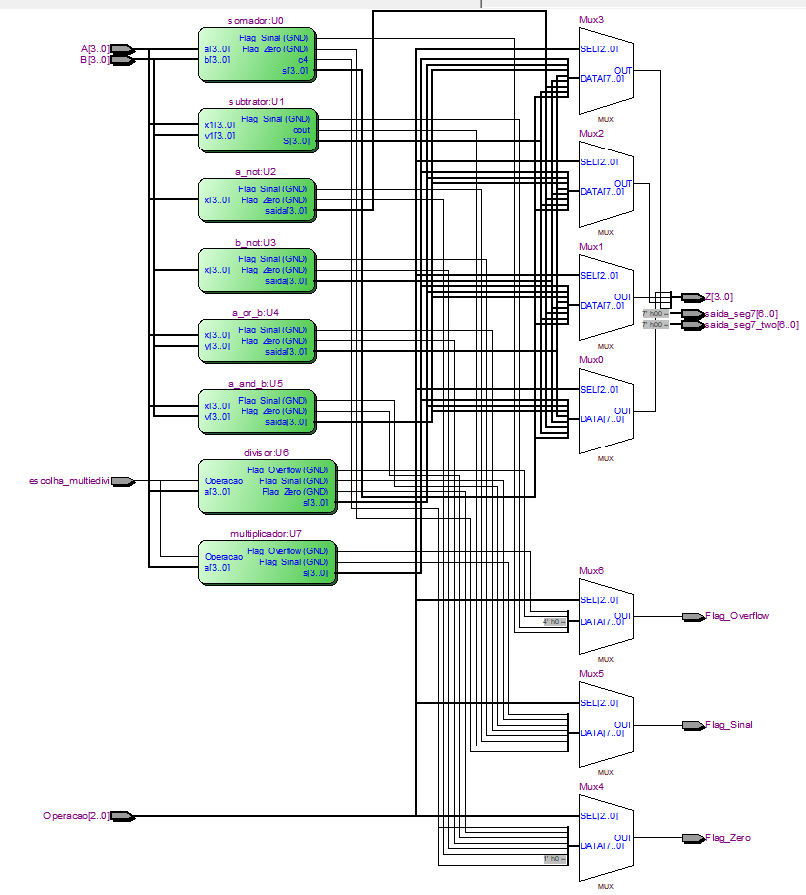 somador:U0
A[3..0]
B[3..0]
a[3..0]
b[3..0]
Flag_Sinal (GND)
Flag_Zero (GND)
c4
s[3..0]
subtrator:U1
x1[3..0]
y1[3..0]
Flag_Sinal (GND)
cout
S[3..0]
a_not:U2
x[3..0]
Flag_Sinal (GND)
Flag_Zero (GND)
saida[3..0]
b_not:U3
x[3..0]
Flag_Sinal (GND)
Flag_Zero (GND)
saida[3..0]
a_or_b:U4
x[3..0]
y[3..0]
Flag_Sinal (GND)
Flag_Zero (GND)
saida[3..0]
a_and_b:U5
x[3..0]
y[3..0]
Flag_Sinal (GND)
Flag_Zero (GND)
saida[3..0]
divisor:U6
escolha_multiedivi
Operacao
a[3..0]
Flag_Overflow (GND)
Flag_Sinal (GND)
Flag_Zero (GND)
s[3..0]
multiplicador:U7
Operacao
a[3..0]
Flag_Overflow (GND)
Flag_Sinal (GND)
s[3..0]
Operacao[2..0]
Mux3
SEL[2..0]
DATA[7..0]
OUT
MUX
Mux2
SEL[2..0]
DATA[7..0]
OUT
MUX
Mux1
SEL[2..0]
DATA[7..0]
OUT
MUX
Z[3..0]
7' h00 --
saida_seg7[6..0]
7' h00 --
saida_seg7_two[6..0]
Mux0
SEL[2..0]
DATA[7..0]
OUT
MUX
Mux6
SEL[2..0]
4' h0 --
DATA[7..0]
OUT
MUX
Flag_Overflow
Mux5
SEL[2..0]
DATA[7..0]
OUT
MUX
Flag_Sinal
Mux4
SEL[2..0]
DATA[7..0]
1' h0 --
OUT
MUX
Flag_Zero